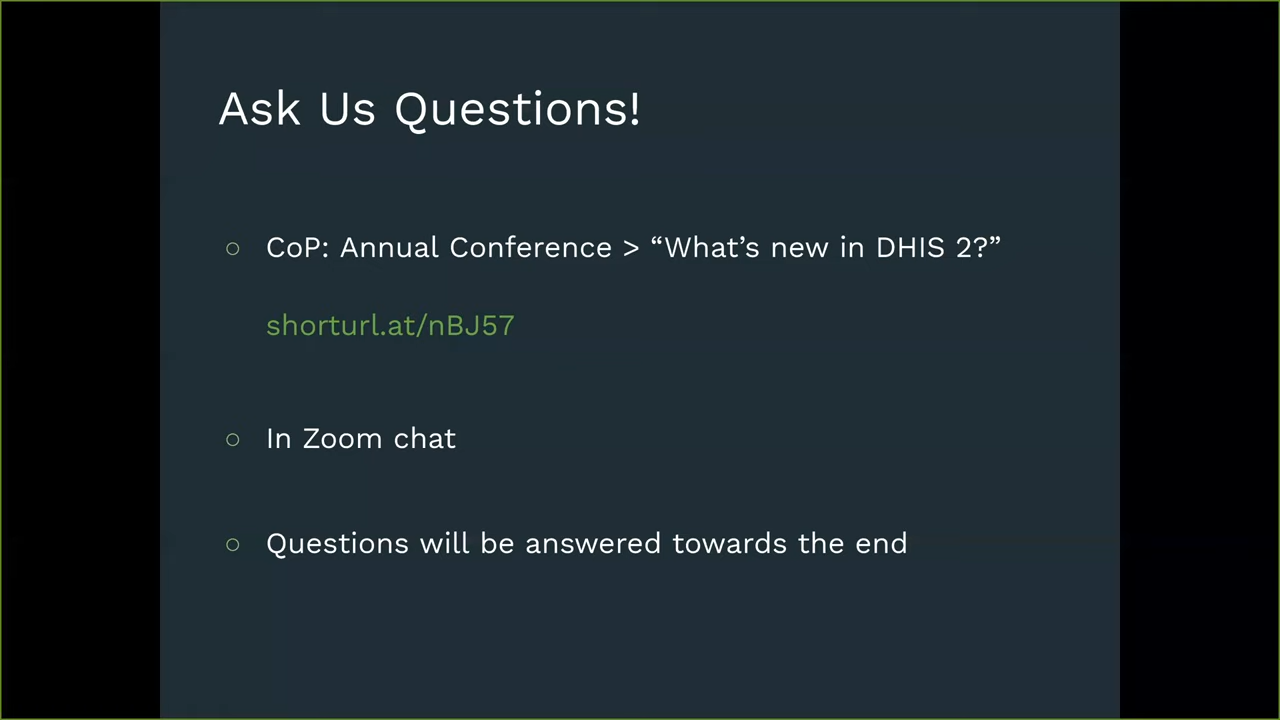 Ask Us Questions!
○ CoP: Annual Conference > “What’s new in DHIS 2?”
shorturl.at/nBJ57
○ In Zoom chat
○ Questions will be answered towards the end